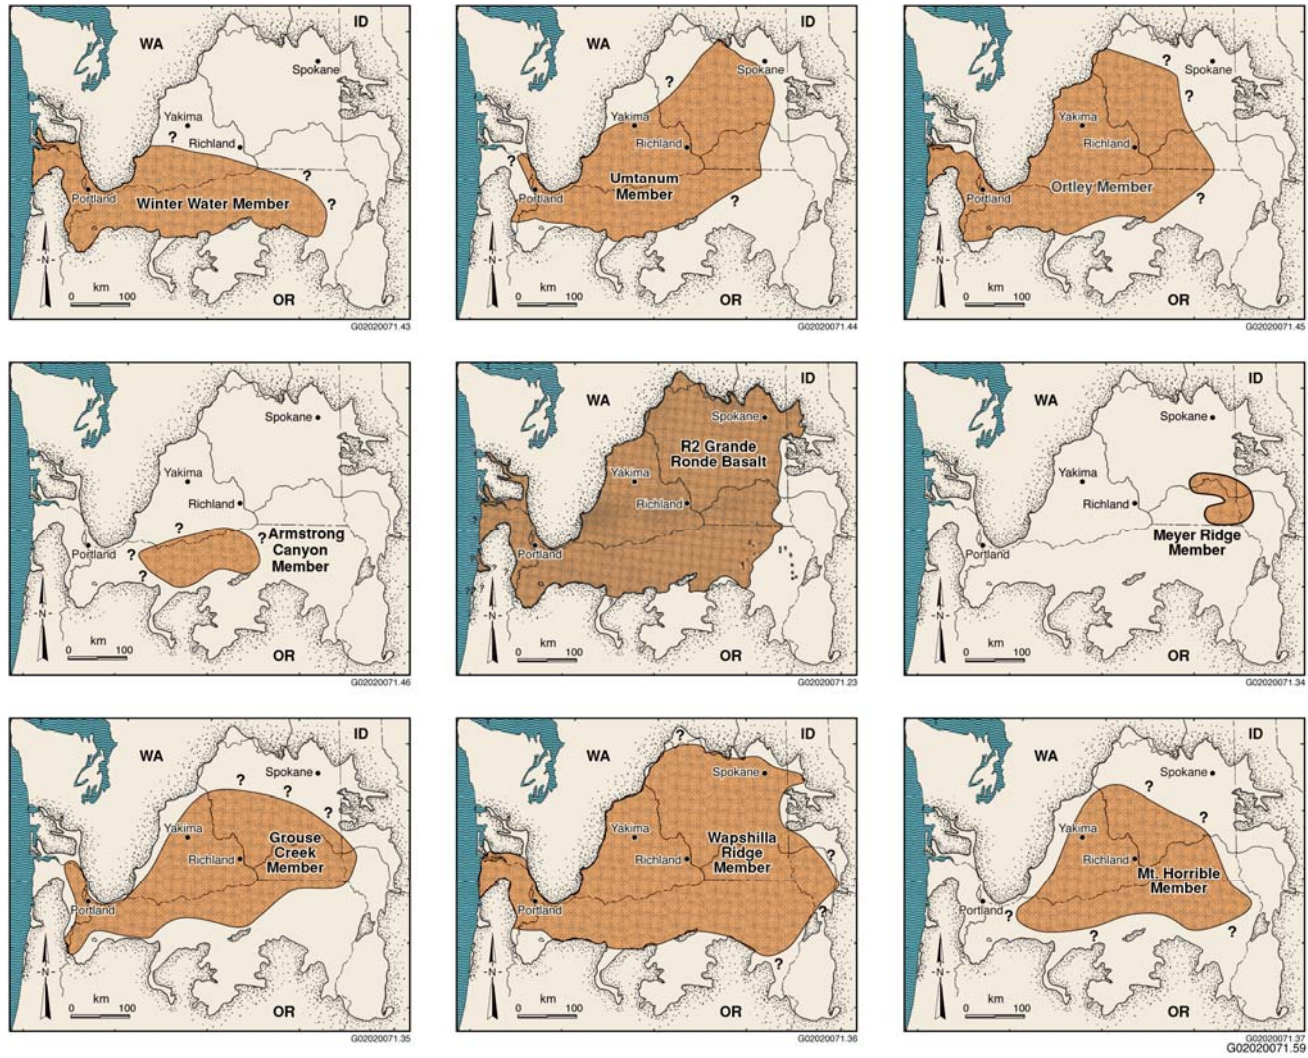 ID
WA
Spokane
Yakima
?
Richland
?
?
Portland
Winter Water Member
-N-
km
0 100
OR
G02020071.43
ID
WA
Spokane
?
Yakima
Richland
?
Umtanum
Member
Portland
?
-N-
km
0 100
OR
G02020071.44
ID
WA
?
Spokane
?
Yakima
Richland
Ortley Member
Portland
?
-N-
km
0 100
OR
G02020071.45
ID
WA
Spokane
Yakima
Richland
?
?
Armstrong
Canyon
Member
Portland
?
?
-N-
km
0 100
OR
G02020071.46
ID
WA
Spokane
R2 Grande
Ronde Basalt
Yakima
Richland
?
Portland
?
? ?
-N-
km
0 100
OR
G02020071.23
ID
WA
Spokane
Yakima
Richland
Meyer Ridge
Member
Portland
-N-
km
0 100
OR
G02020071.34
ID
WA
Spokane
?
?
?
Yakima
Grouse
Creek
Member
Richland
Portland
-N-
km
0 100
OR
G02020071.35
?
ID
WA
Spokane
Yakima
Wapshilla
Ridge
Member
Richland
?
Portland
?
?
-N-
km
0 100
OR
G02020071.36
ID
WA
Spokane
?
?
Yakima
Richland
Mt. Horrible
Member
Portland
?
?
?
-N-
km
0 100
OR
G02020071.37
G02020071.59